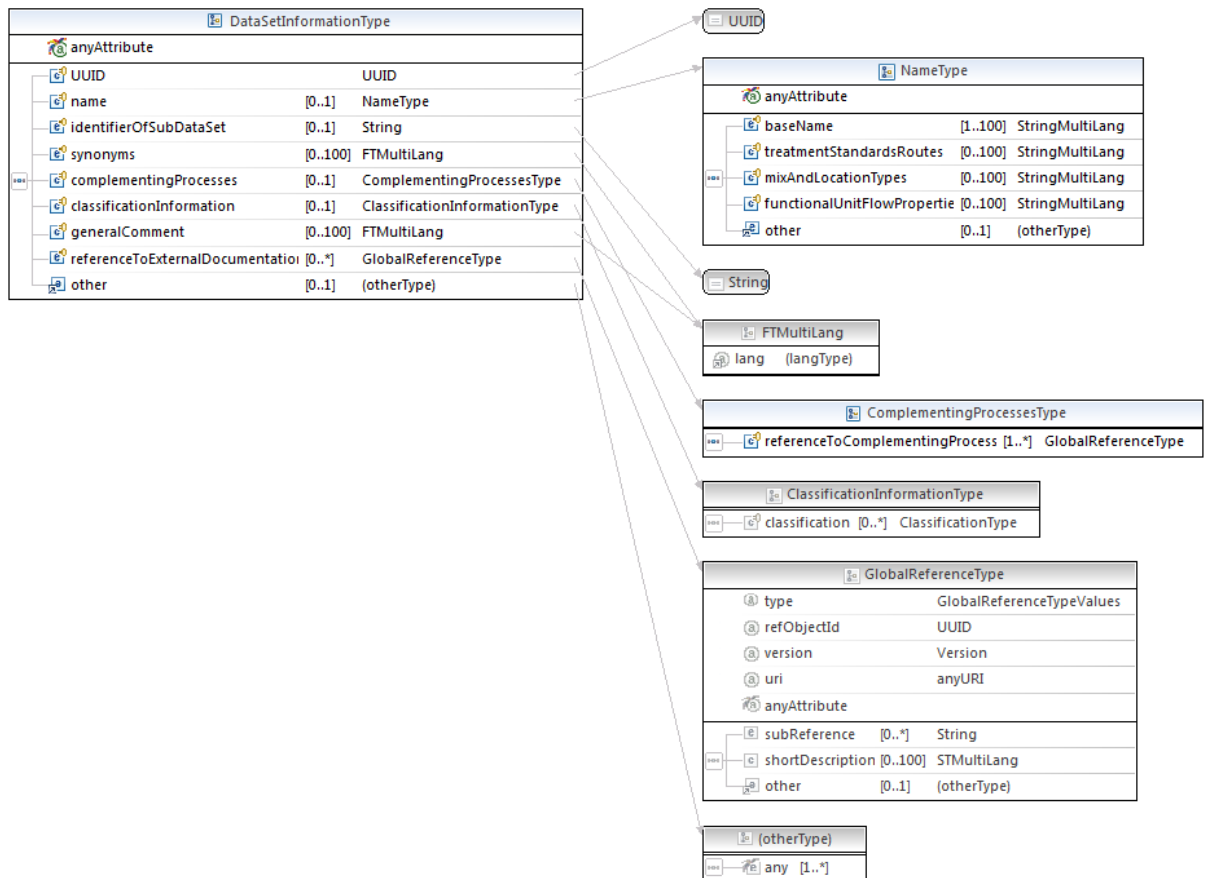 DataSetInformationType
anyAttribute
UUID UUID
name [0..1] NameType
identifierOfSubDataSet [0..1] String
synonyms [0..100] FTMultiLang
complementingProcesses [0..1] ComplementingProcessesType
classificationInformation [0..1] ClassificationInformationType
generalComment [0..100] FTMultiLang
referenceToExternalDocumentation [0..*] GlobalReferenceType
other [0..1] (otherType)
UUID
NameType
anyAttribute
baseName [1..100] StringMultiLang
treatmentStandardsRoutes [0..100] StringMultiLang
mixAndLocationTypes [0..100] StringMultiLang
functionalUnitFlowPropertie [0..100] StringMultiLang
other [0..1] (otherType)
String
FTMultiLang
lang (langType)
ComplementingProcessesType
referenceToComplementingProcess [1..*] GlobalReferenceType
ClassificationInformationType
classification [0..*] ClassificationType
GlobalReferenceType
type GlobalReferenceTypeValues
refObjectId UUID
version Version
uri anyURI
anyAttribute
subReference [0..*] String
shortDescription [0..100] STMultiLang
other [0..1] (otherType)
(otherType)
any [1..*]